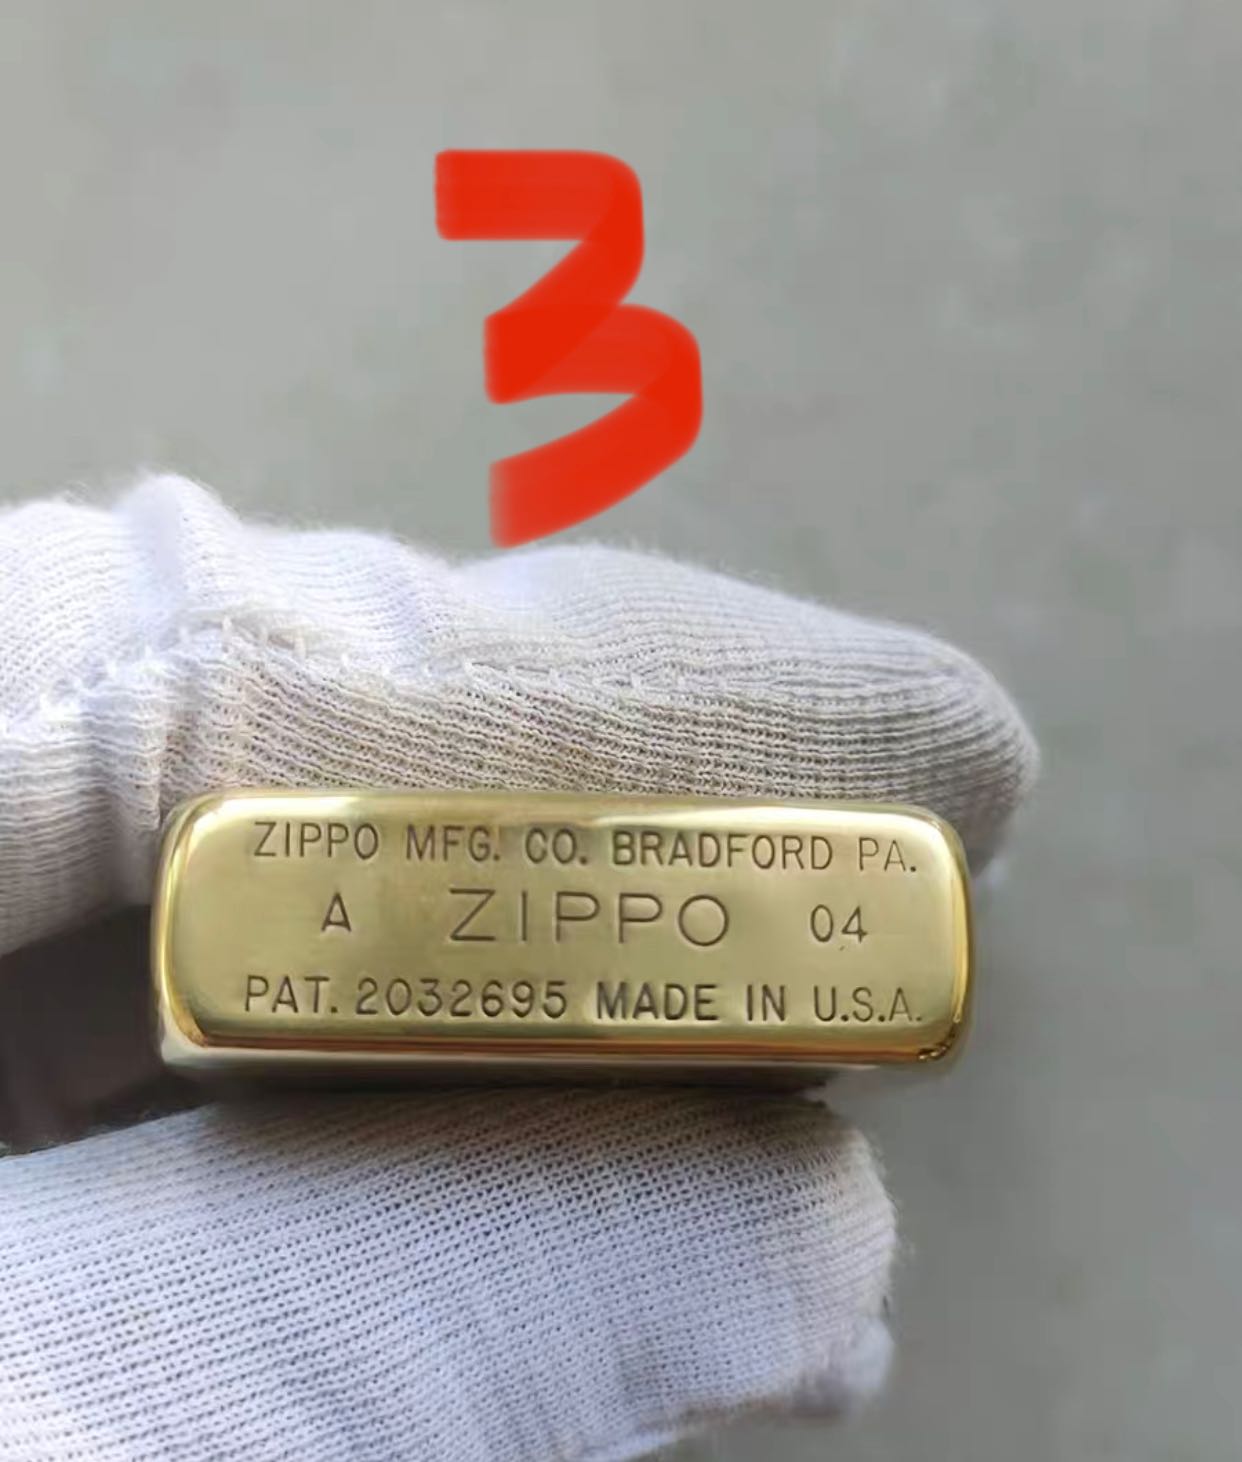 3
ZIPPO MFG. CO. BRADFORD PA.
A ZIPPO 04
PAT. 2032695 MADE IN U.S.A.